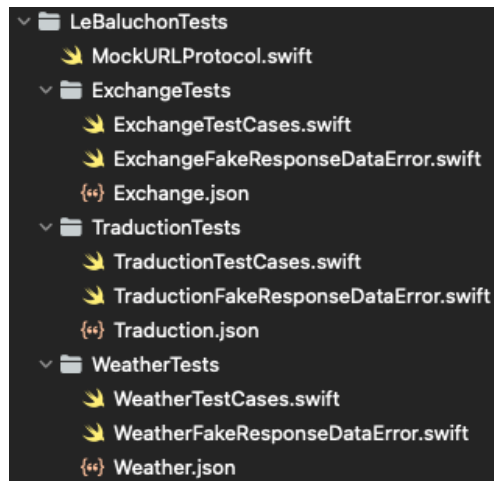 LeBaluchonTests
MockURLProtocol.swift
ExchangeTests
ExchangeTestCases.swift
ExchangeFakeResponseDataError.swift
Exchange.json
TraductionTests
TraductionTestCases.swift
TraductionFakeResponseDataError.swift
Traduction.json
WeatherTests
WeatherTestCases.swift
WeatherFakeResponseDataError.swift
Weather.json